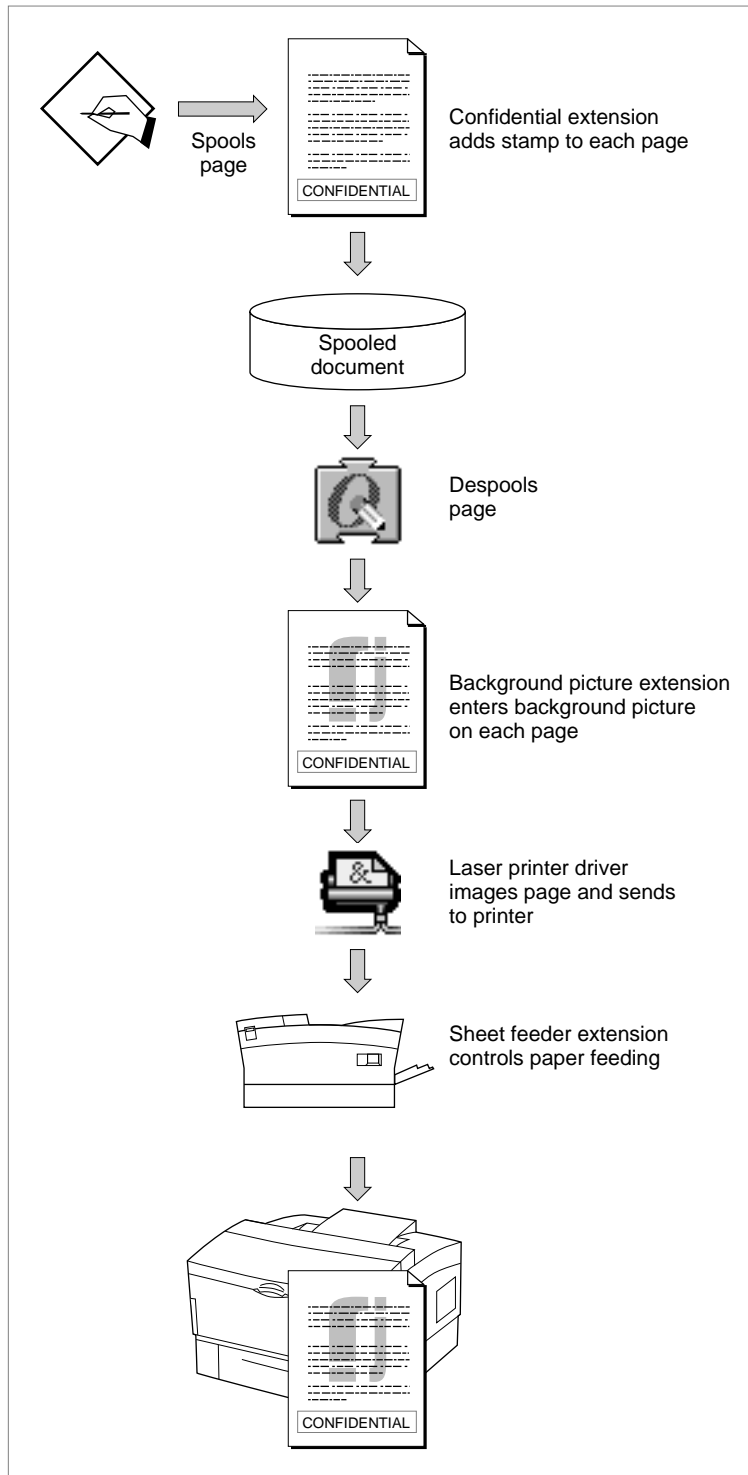 Spools
page
CONFIDENTIAL
Confidential extension
adds stamp to each page
Spooled
document
Despools
page
CONFIDENTIAL
Background picture extension
enters background picture
on each page
&
Laser printer driver
images page and sends
to printer
Sheet feeder extension
controls paper feeding
CONFIDENTIAL